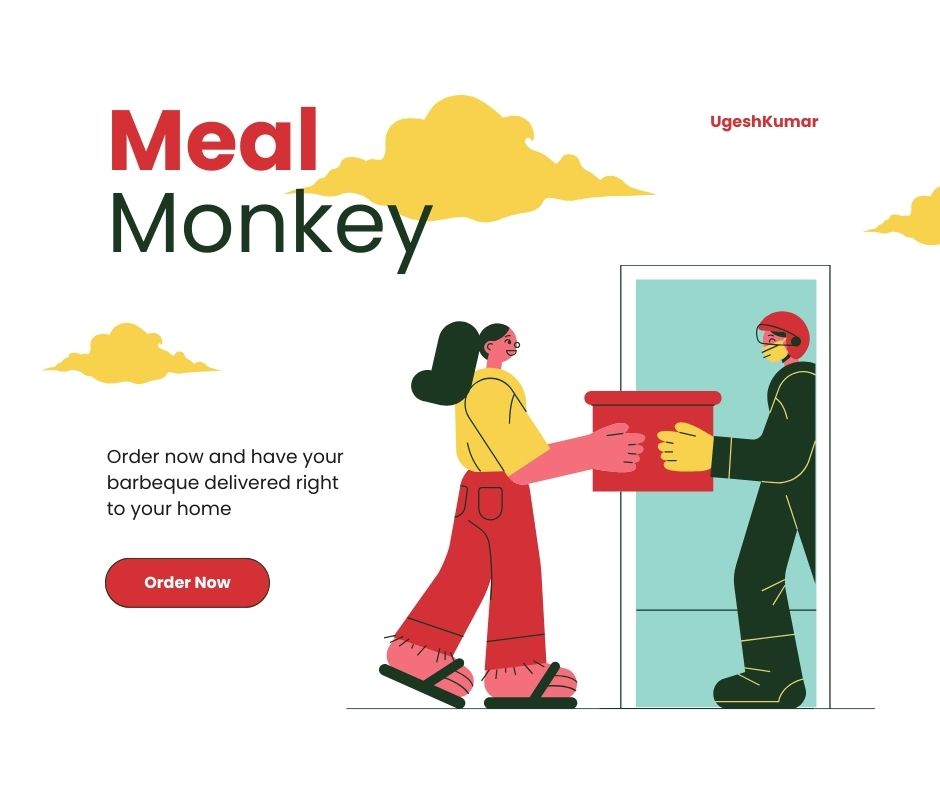 Meal
Monkey
UgeshKumar
Order now and have your
barbeque delivered right
to your home
Order Now